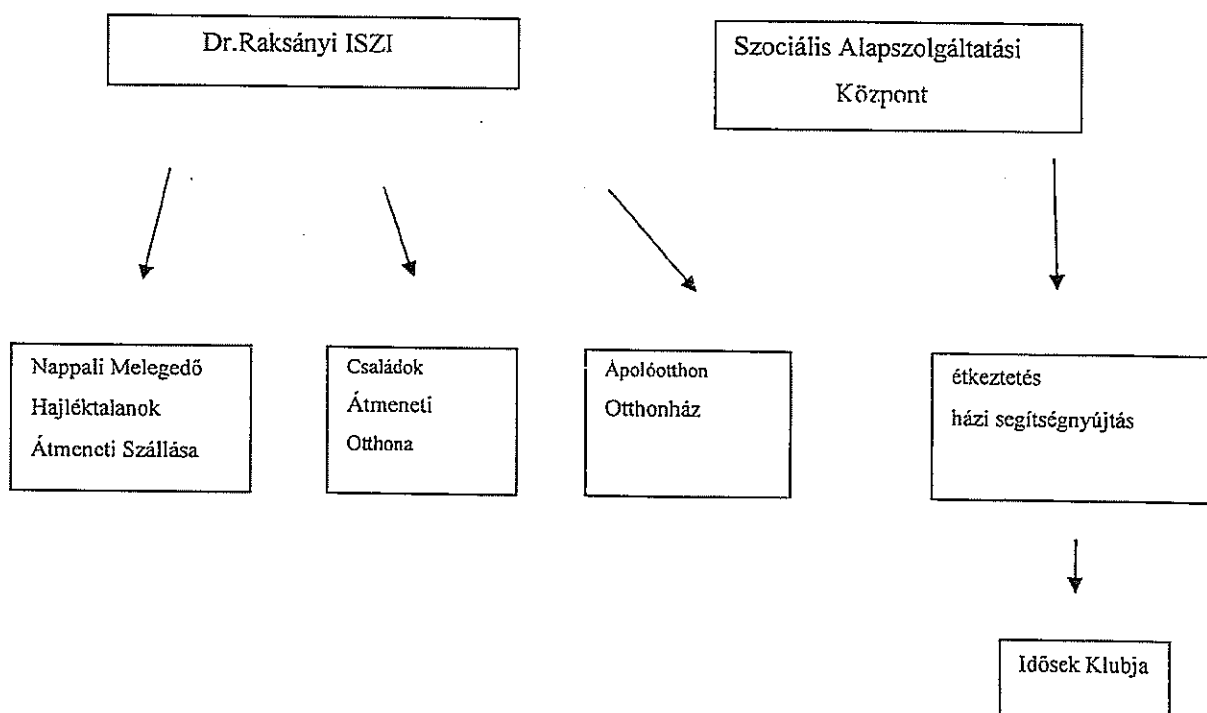 Dr.Raksányi ISZI
Szociális Alapszolgáltatási
Központ
Nappali Melegedő
Hajléktalanok
Átmeneti Szállása
Családok
Átmeneti
Otthona
Ápolóotthon
Otthonház
étkeztetés
házi segítségnyújtás
Idősek Klubja